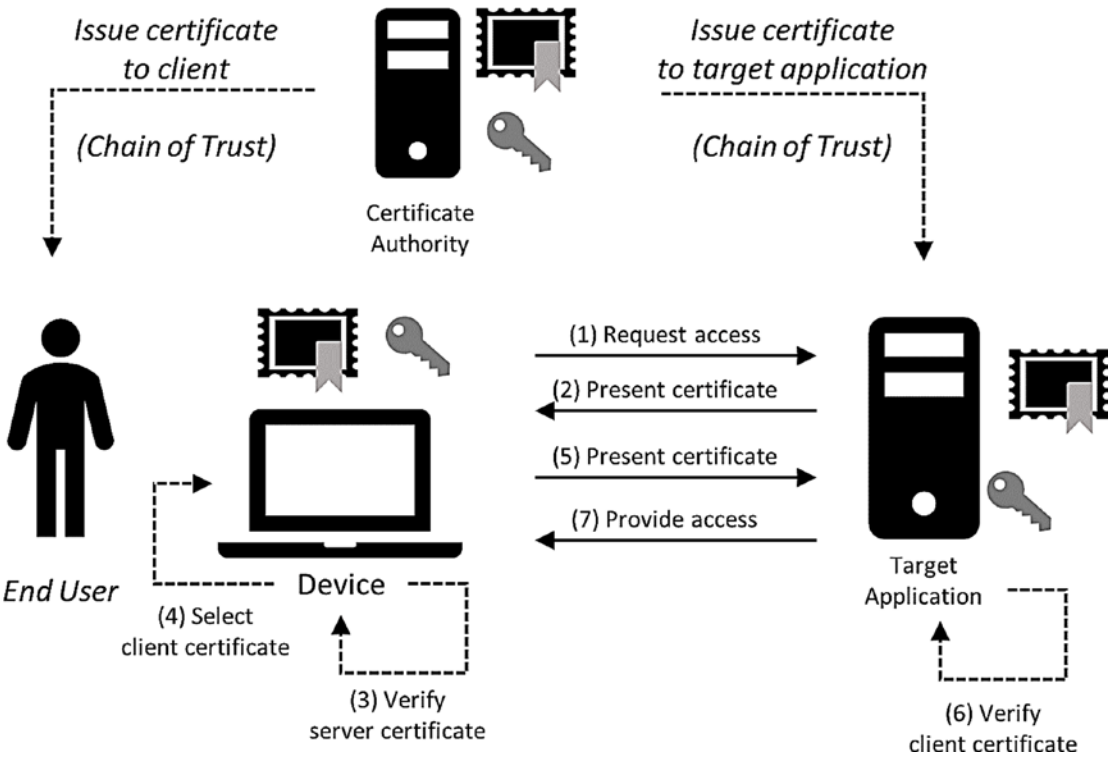 Issue certificate
to client
(Chain of Trust)
Issue certificate
to target application
(Chain of Trust)
Certificate
Authority
(1) Request access
(2) Present certificate
(5) Present certificate
(7) Provide access
End User
Device
(4) Select
client certificate
(3) Verify
server certificate
Target
Application
(6) Verify
client certificate